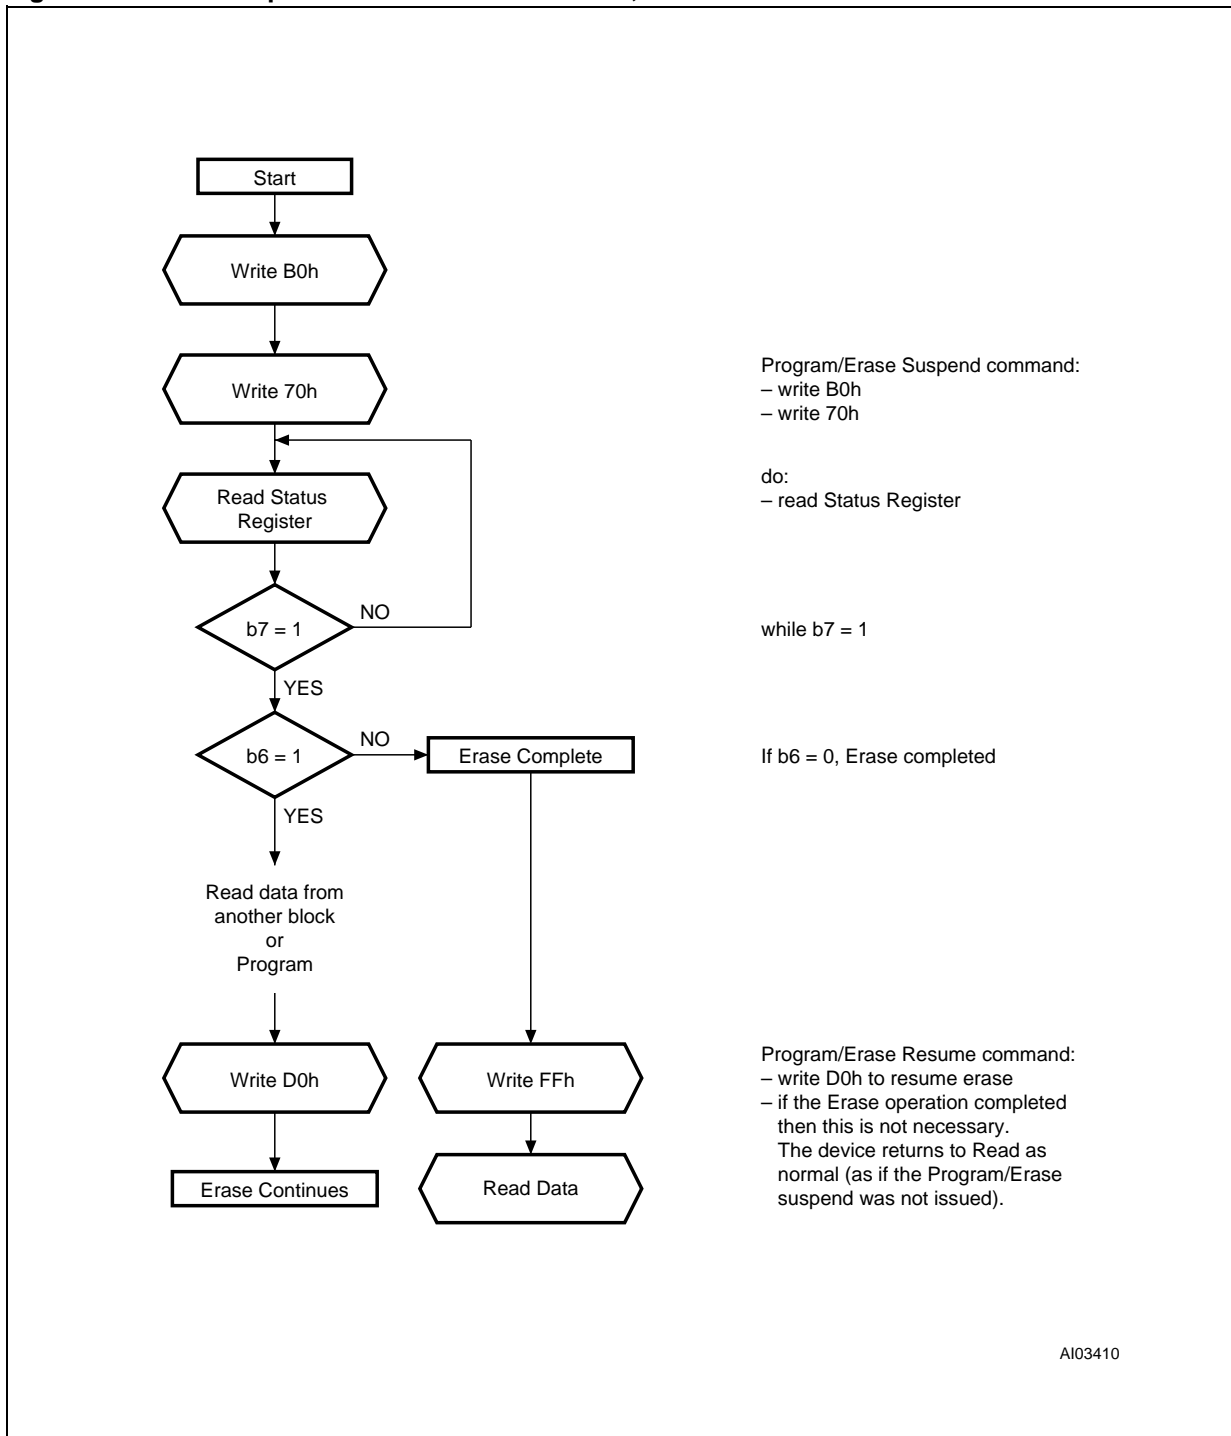 Start
Write B0h
Write 70h
Program/Erase Suspend command:
– write B0h
– write 70h
Read Status
Register
do:
– read Status Register
b7 = 1
NO
while b7 = 1
YES
b6 = 1
NO
Erase Complete
If b6 = 0, Erase completed
YES
Read data from
another block
or
Program
Write D0h
Write FFh
Program/Erase Resume command:
– write D0h to resume erase
– if the Erase operation completed
then this is not necessary.
The device returns to Read as
normal (as if the Program/Erase
suspend was not issued).
Erase Continues
Read Data
AI03410